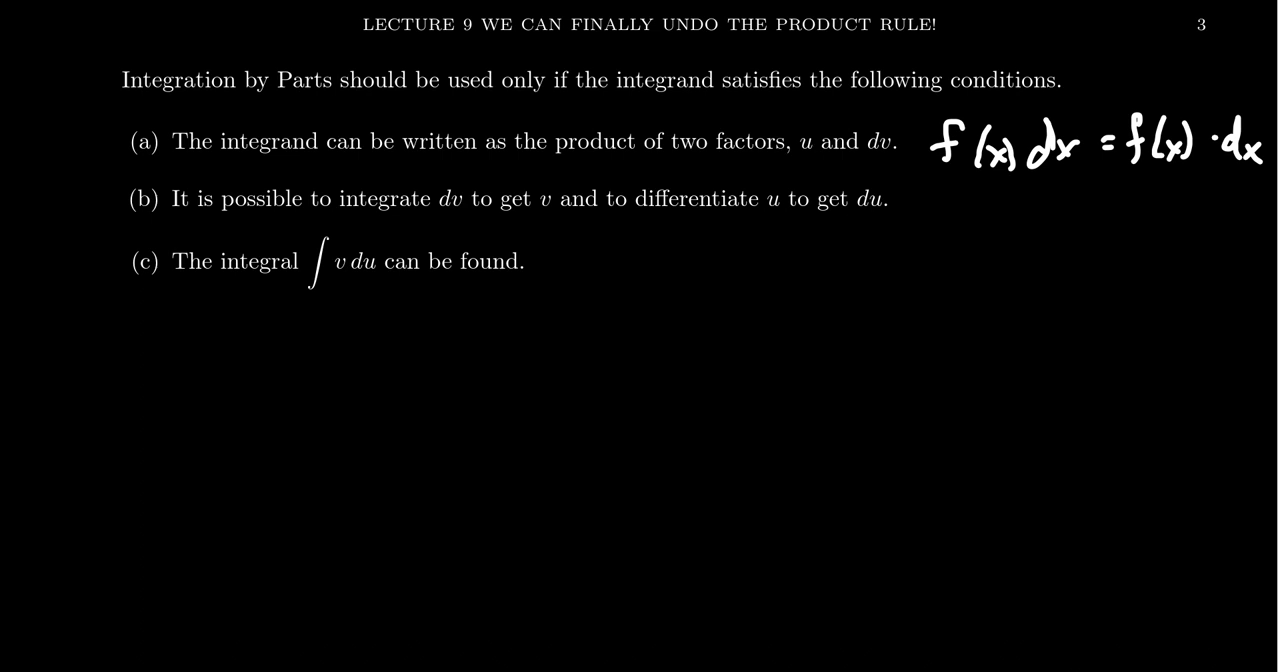 LECTURE 9 WE CAN FINALLY UNDO THE PRODUCT RULE! 3
Integration by Parts should be used only if the integrand satisfies the following conditions.
(a) The integrand can be written as the product of two factors, u and dv. f(x) dx = f(x) · dx
(b) It is possible to integrate dv to get v and to differentiate u to get du.
(c) The integral ∫ v du can be found.